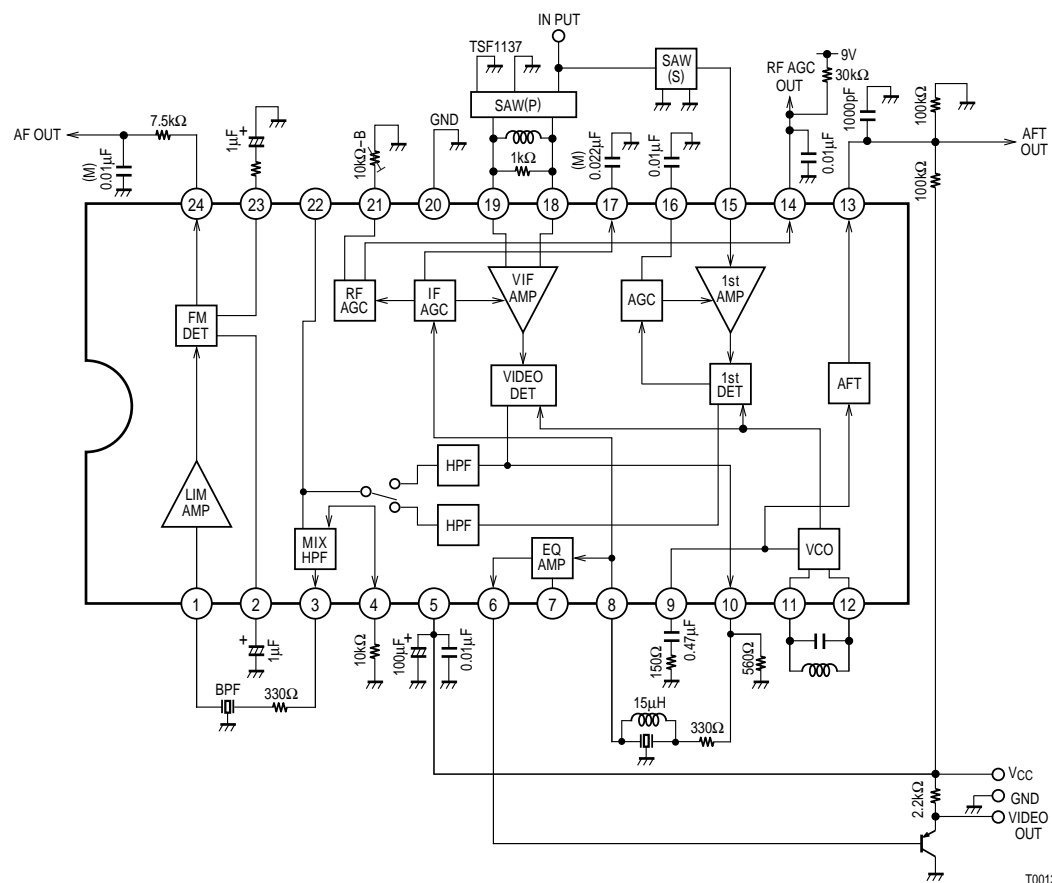 IN PUT
TSF1137
SAW
(S)
9V
RF AGC
OUT
30kΩ
1000pF
100kΩ
SAW(P)
AF OUT
7.5kΩ
1µF
+
GND
10kΩ-B
1kΩ
(M)
0.022µF
0.01µF
0.01µF
AFT
OUT
(M)
0.01µF
100kΩ
24
23
22
21
20
19
18
17
16
15
14
13
FM
DET
RF
AGC
IF
AGC
VIF
AMP
AGC
1st
AMP
VIDEO
DET
1st
DET
AFT
LIM
AMP
HPF
HPF
MIX
HPF
EQ
AMP
VCO
1
2
3
4
5
6
7
8
9
10
11
12
+
1µF
10kΩ
100µF
+
0.01µF
150Ω
0.47µF
560Ω
BPF
330Ω
15µH
330Ω
VCC
2.2kΩ
GND
VIDEO
OUT